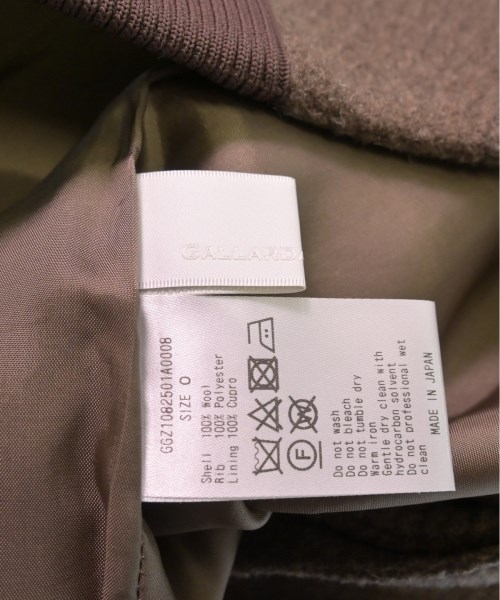 GALLARDA
GGZ1082501A0008
SIZE O
Shell 100% Wool
Rib 100% Polyester
Lining 100% Cupro
F
Do not wash
Do not bleach
Do not tumble dry
Warm iron
Gentle dry clean with
hydrocarbon solvent
Do not professional wet
clean
MADE IN JAPAN